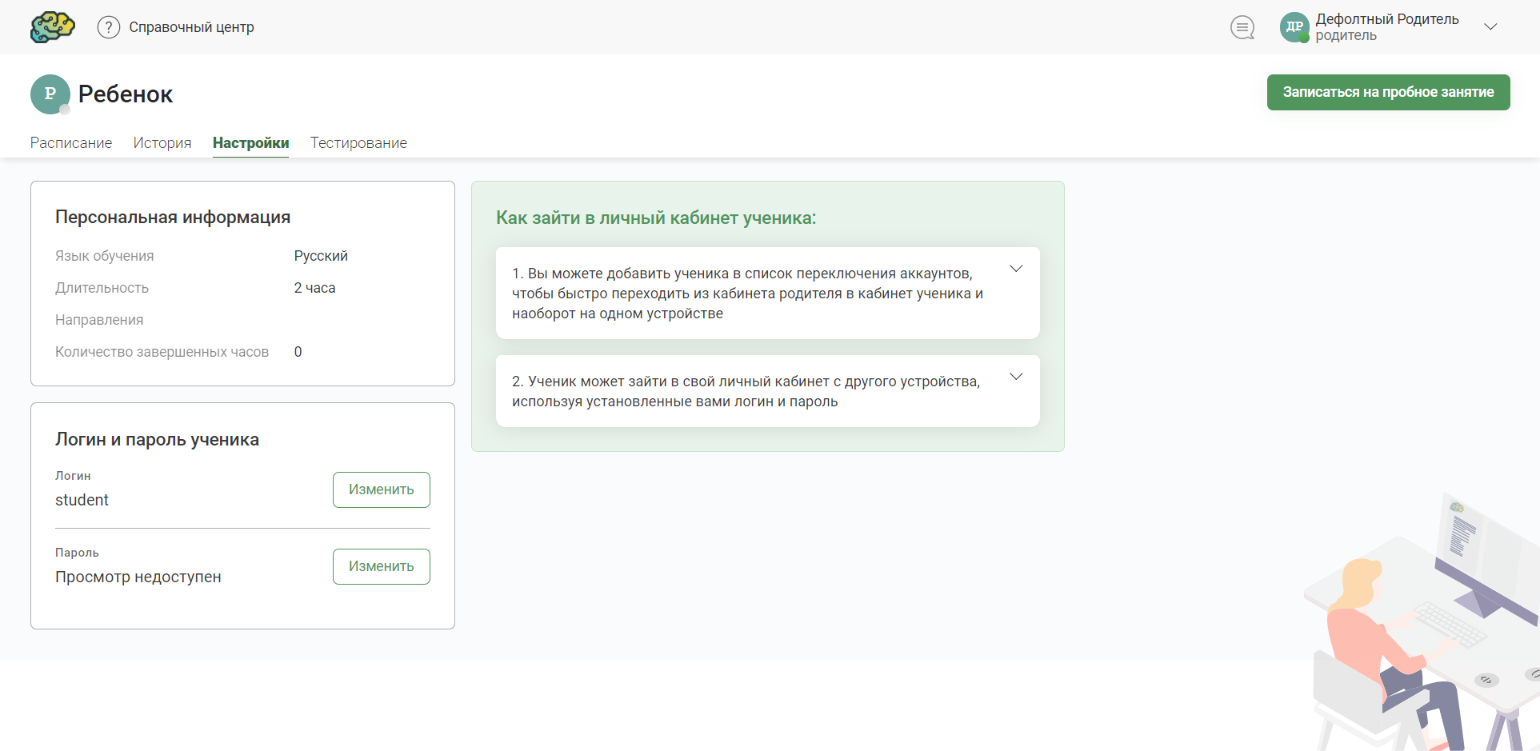 Справочный центр
ДР
Дефолтный Родитель
родитель
Р
Ребенок
Записаться на пробное занятие
Расписание
История
Настройки
Тестирование
Персональная информация
Язык обучения
Русский
Длительность
2 часа
Направления
Количество завершенных часов
0
Логин и пароль ученика
Логин
student
Изменить
Пароль
Просмотр недоступен
Изменить
Как зайти в личный кабинет ученика:
1. Вы можете добавить ученика в список переключения аккаунтов,
чтобы быстро переходить из кабинета родителя в кабинет ученика и
наоборот на одном устройстве
2. Ученик может зайти в свой личный кабинет с другого устройства,
используя установленные вами логин и пароль